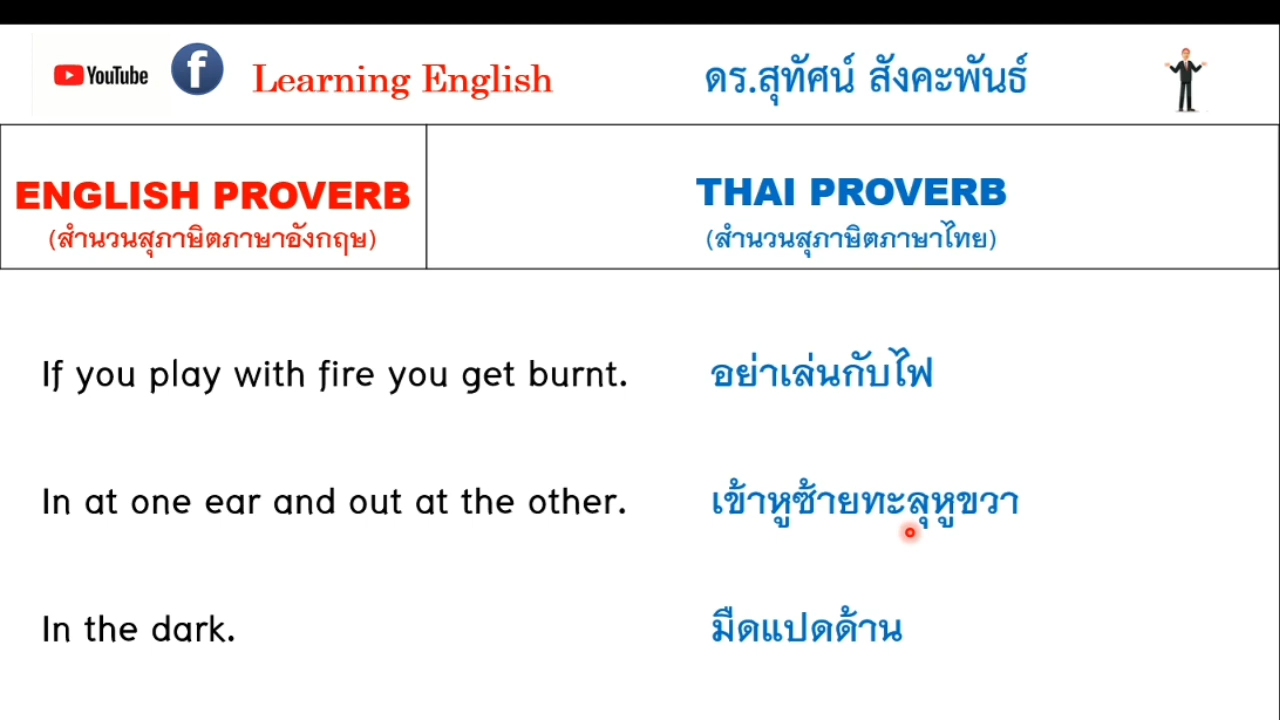 YouTube f Learning English ดร.สุทัศน์ สังคะพันธ์
ENGLISH PROVERB THAI PROVERB
(สำนวนสุภาษิตภาษาอังกฤษ) (สำนวนสุภาษิตภาษาไทย)
If you play with fire you get burnt. อย่าเล่นกับไฟ
In at one ear and out at the other. เข้าหูซ้ายทะลุหูขวา
In the dark. มืดแปดด้าน